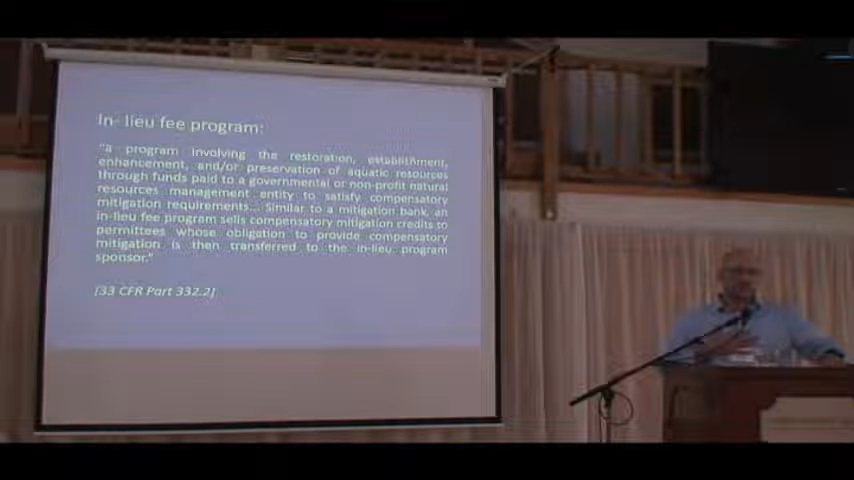 In- lieu fee program:
"a program involving the restoration, establishment,
enhancement, and/or preservation of aquatic resources
through funds paid to a governmental or non-profit natural
resources management entity to satisfy compensatory
mitigation requirements... Similar to a mitigation bank, an
in-lieu fee program sells compensatory mitigation credits to
permittees whose obligation to provide compensatory
mitigation is then transferred to the in-lieu program
sponsor."
[33 CFR Part 332.2]